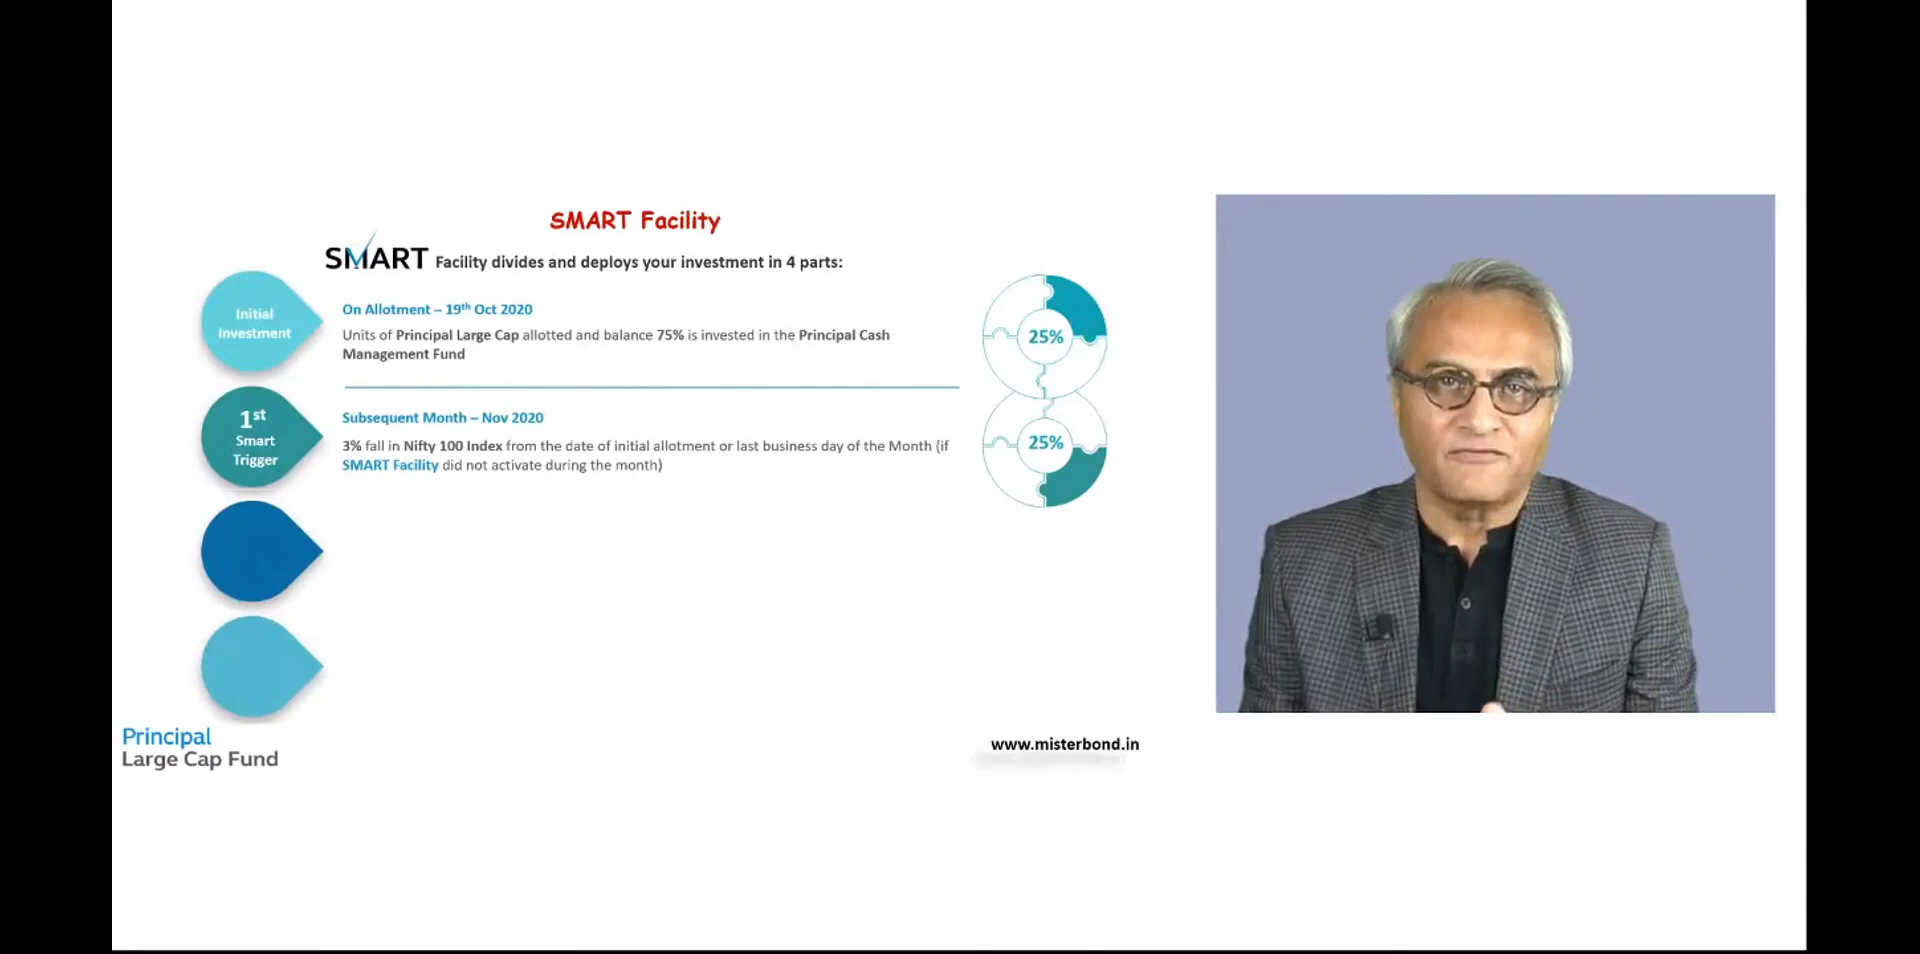 SMART Facility
SMART Facility divides and deploys your investment in 4 parts:
Initial
Investment
On Allotment – 19th Oct 2020
Units of Principal Large Cap allotted and balance 75% is invested in the Principal Cash
Management Fund
25%
1st
Smart
Trigger
Subsequent Month – Nov 2020
3% fall in Nifty 100 Index from the date of initial allotment or last business day of the Month (if
SMART Facility did not activate during the month)
25%
Principal
Large Cap Fund
www.misterbond.in